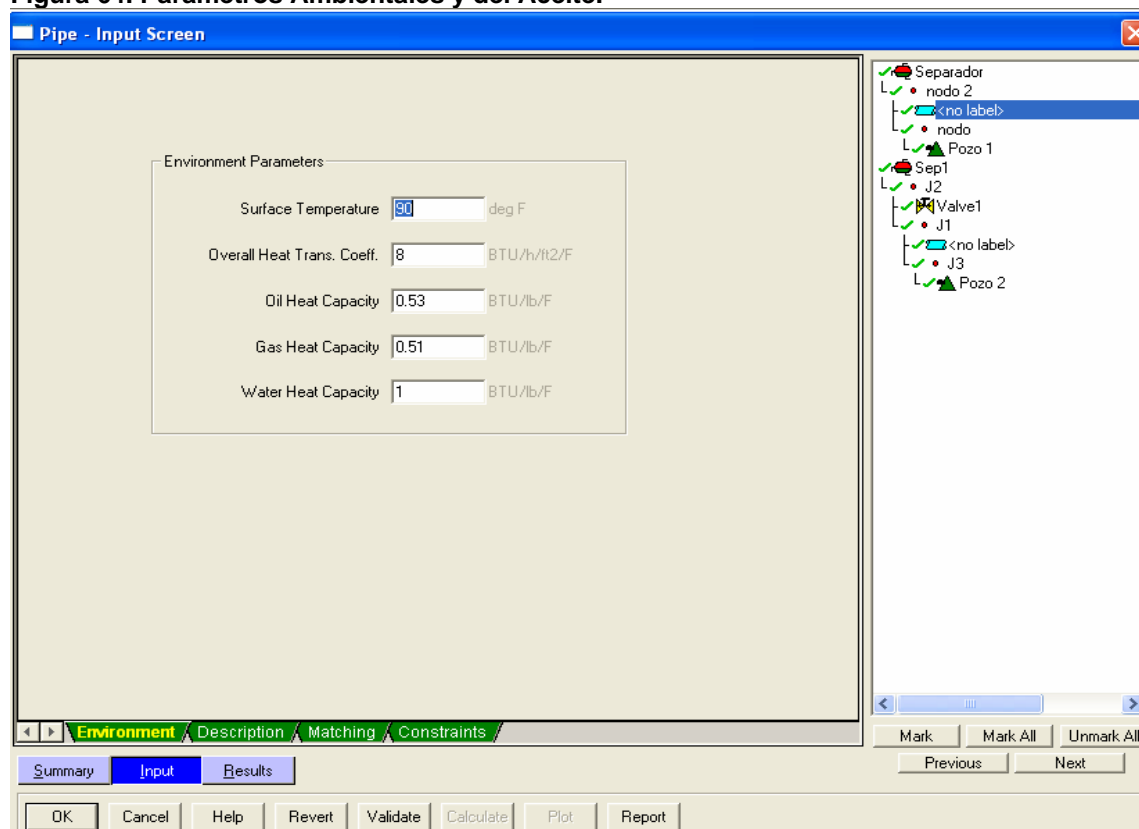 Figura 64. Parámetros Ambientales y del Aceite.
Pipe - Input Screen
Environment Parameters
Surface Temperature 90 deg F
Overall Heat Trans. Coeff. 8 BTU/h/ft2/F
Oil Heat Capacity 0.53 BTU/lb/F
Gas Heat Capacity 0.51 BTU/lb/F
Water Heat Capacity 1 BTU/lb/F
Separador
nodo 2
<no label>
nodo
Pozo 1
Sep1
J2
Valve1
J1
<no label>
J3
Pozo 2
Environment Description Matching Constraints
Mark Mark All Unmark All
Previous Next
Summary Input Results
OK Cancel Help Revert Validate Calculate Plot Report